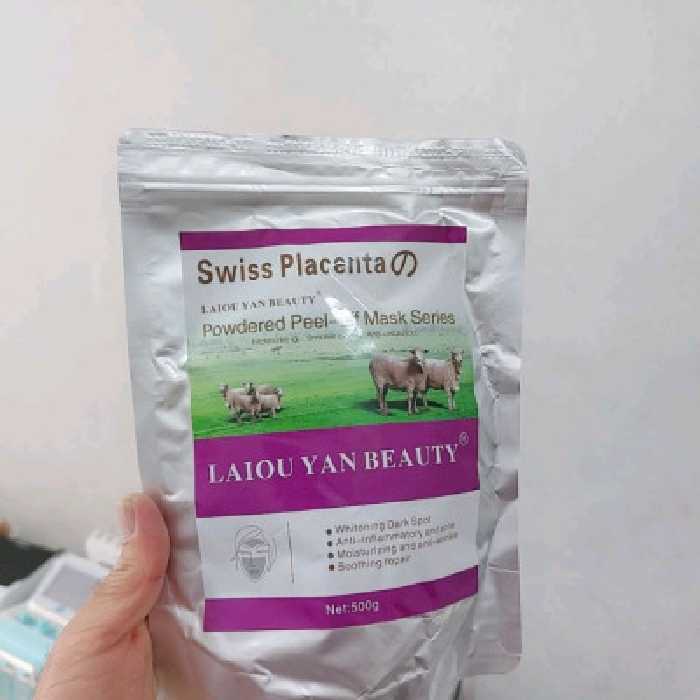 Swiss Placentaの
LAIOU YAN BEAUTY®
Powdered Peel-off Mask Series
LAIOU YAN BEAUTY®
Whitening Dark Spot
Anti-inflammatory and
Moisturizing and anti-wrinkle
Soothing repair
Net:500g